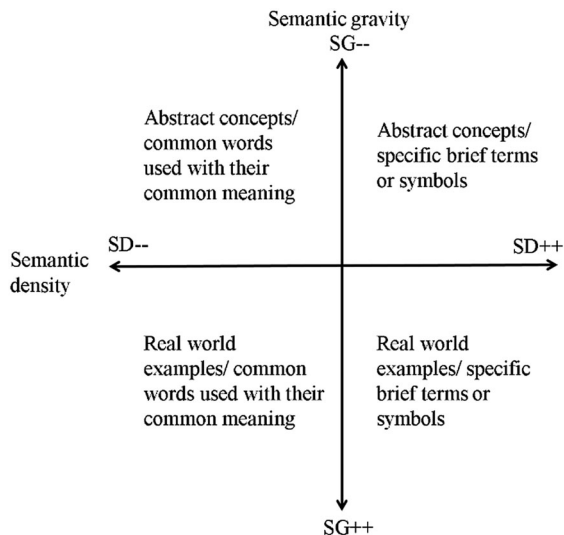 Semantic gravity
SG--
Abstract concepts/
common words
used with their
common meaning
Abstract concepts/
specific brief terms
or symbols
SD--
SD++
Semantic
density
Real world
examples/ common
words used with their
common meaning
Real world
examples/ specific
brief terms or
symbols
SG++